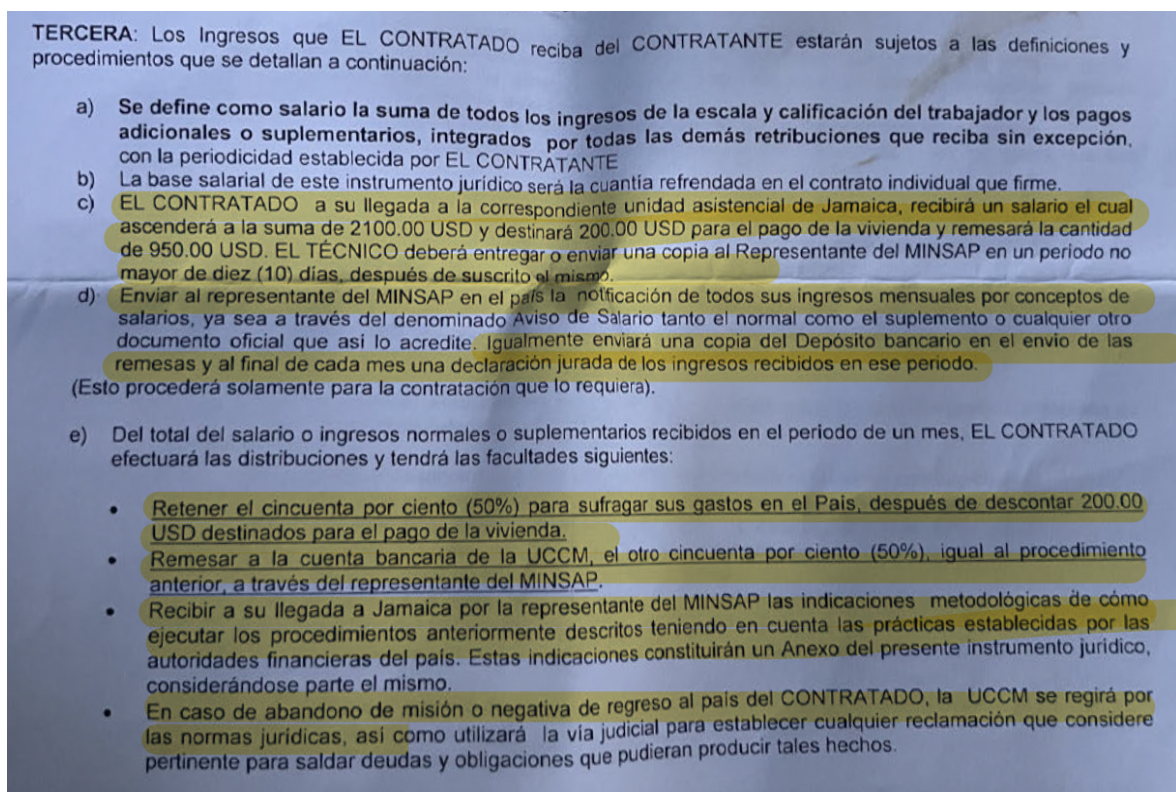 TERCERA: Los Ingresos que EL CONTRATADO reciba del CONTRATANTE estarán sujetos a las definiciones y
procedimientos que se detallan a continuación:
a) Se define como salario la suma de todos los ingresos de la escala y calificación del trabajador y los pagos
adicionales o suplementarios, integrados por todas las demás retribuciones que reciba sin excepción,
con la periodicidad establecida por EL CONTRATANTE
b) La base salarial de este instrumento jurídico será la cuantía refrendada en el contrato individual que firme.
c) EL CONTRATADO a su llegada a la correspondiente unidad asistencial de Jamaica, recibirá un salario el cual
ascenderá a la suma de 2100.00 USD y destinará 200.00 USD para el pago de la vivienda y remesará la cantidad
de 950.00 USD. EL TÉCNICO deberá entregar o enviar una copia al Representante del MINSAP en un periodo no
mayor de diez (10) días, después de suscrito el mismo.
d) Enviar al representante del MINSAP en el país la notficación de todos sus ingresos mensuales por conceptos de
salarios, ya sea a través del denominado Aviso de Salario tanto el normal como el suplemento o cualquier otro
documento oficial que así lo acredite. Igualmente enviará una copia del Depósito bancario en el envio de las
remesas y al final de cada mes una declaración jurada de los ingresos recibidos en ese periodo.
(Esto procederá solamente para la contratación que lo requiera).
e) Del total del salario o ingresos normales o suplementarios recibidos en el periodo de un mes, EL CONTRATADO
efectuará las distribuciones y tendrá las facultades siguientes:
• Retener el cincuenta por ciento (50%) para sufragar sus gastos en el Pais, después de descontar 200.00
USD destinados para el pago de la vivienda.
• Remesar a la cuenta bancaria de la UCCM, el otro cincuenta por ciento (50%), igual al procedimiento
anterior, a través del representante del MINSAP.
• Recibir a su llegada a Jamaica por la representante del MINSAP las indicaciones metodológicas de cómo
ejecutar los procedimientos anteriormente descritos teniendo en cuenta las prácticas establecidas por las
autoridades financieras del país. Estas indicaciones constituirán un Anexo del presente instrumento jurídico,
considerándose parte el mismo.
• En caso de abandono de misión o negativa de regreso al país del CONTRATADO, la UCCM se regirá por
las normas jurídicas, así como utilizará la vía judicial para establecer cualquier reclamación que considere
pertinente para saldar deudas y obligaciones que pudieran producir tales hechos.